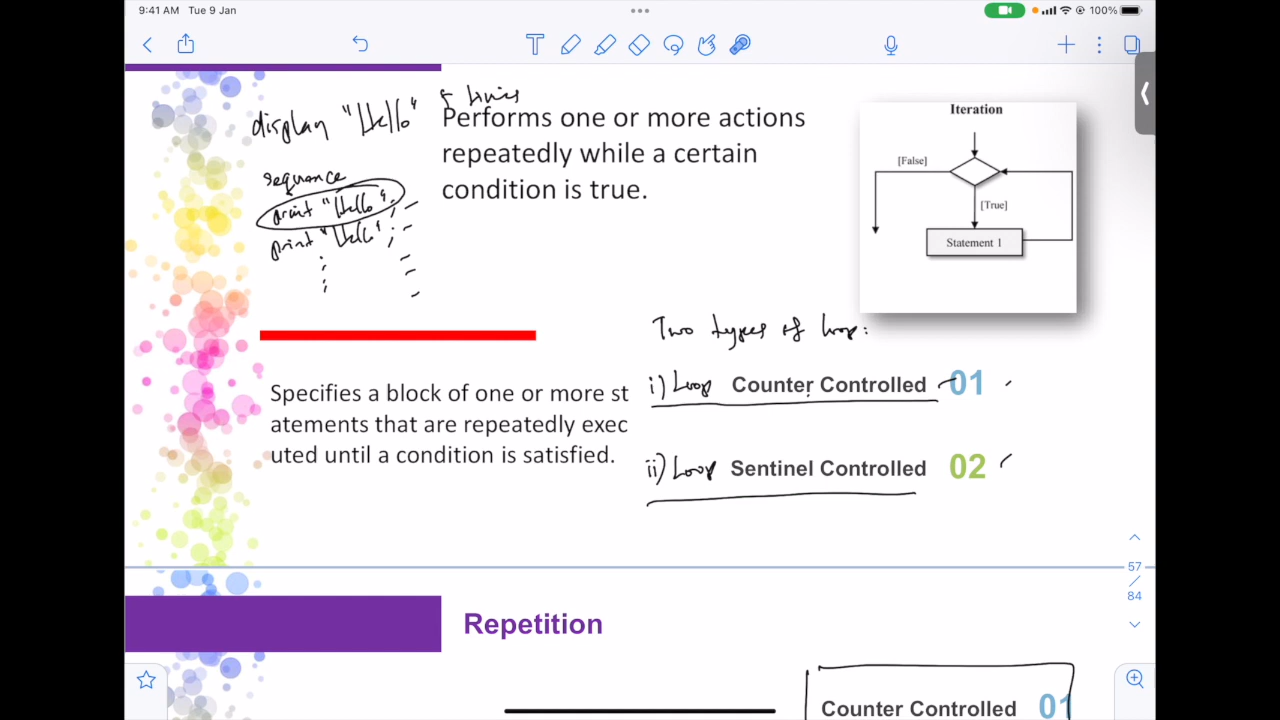 9:41 AM Tue 9 Jan
100%
display "Hello" 5 times
Performs one or more actions
repeatedly while a certain
condition is true.
sequence
print "Hello";
print "Hello";
Iteration
[False]
[True]
Statement 1
Two types of loop:
i) Loop Counter Controlled 01
ii) Loop Sentinel Controlled 02
Specifies a block of one or more st
atements that are repeatedly exec
uted until a condition is satisfied.
57
/
84
Repetition
Counter Controlled 01